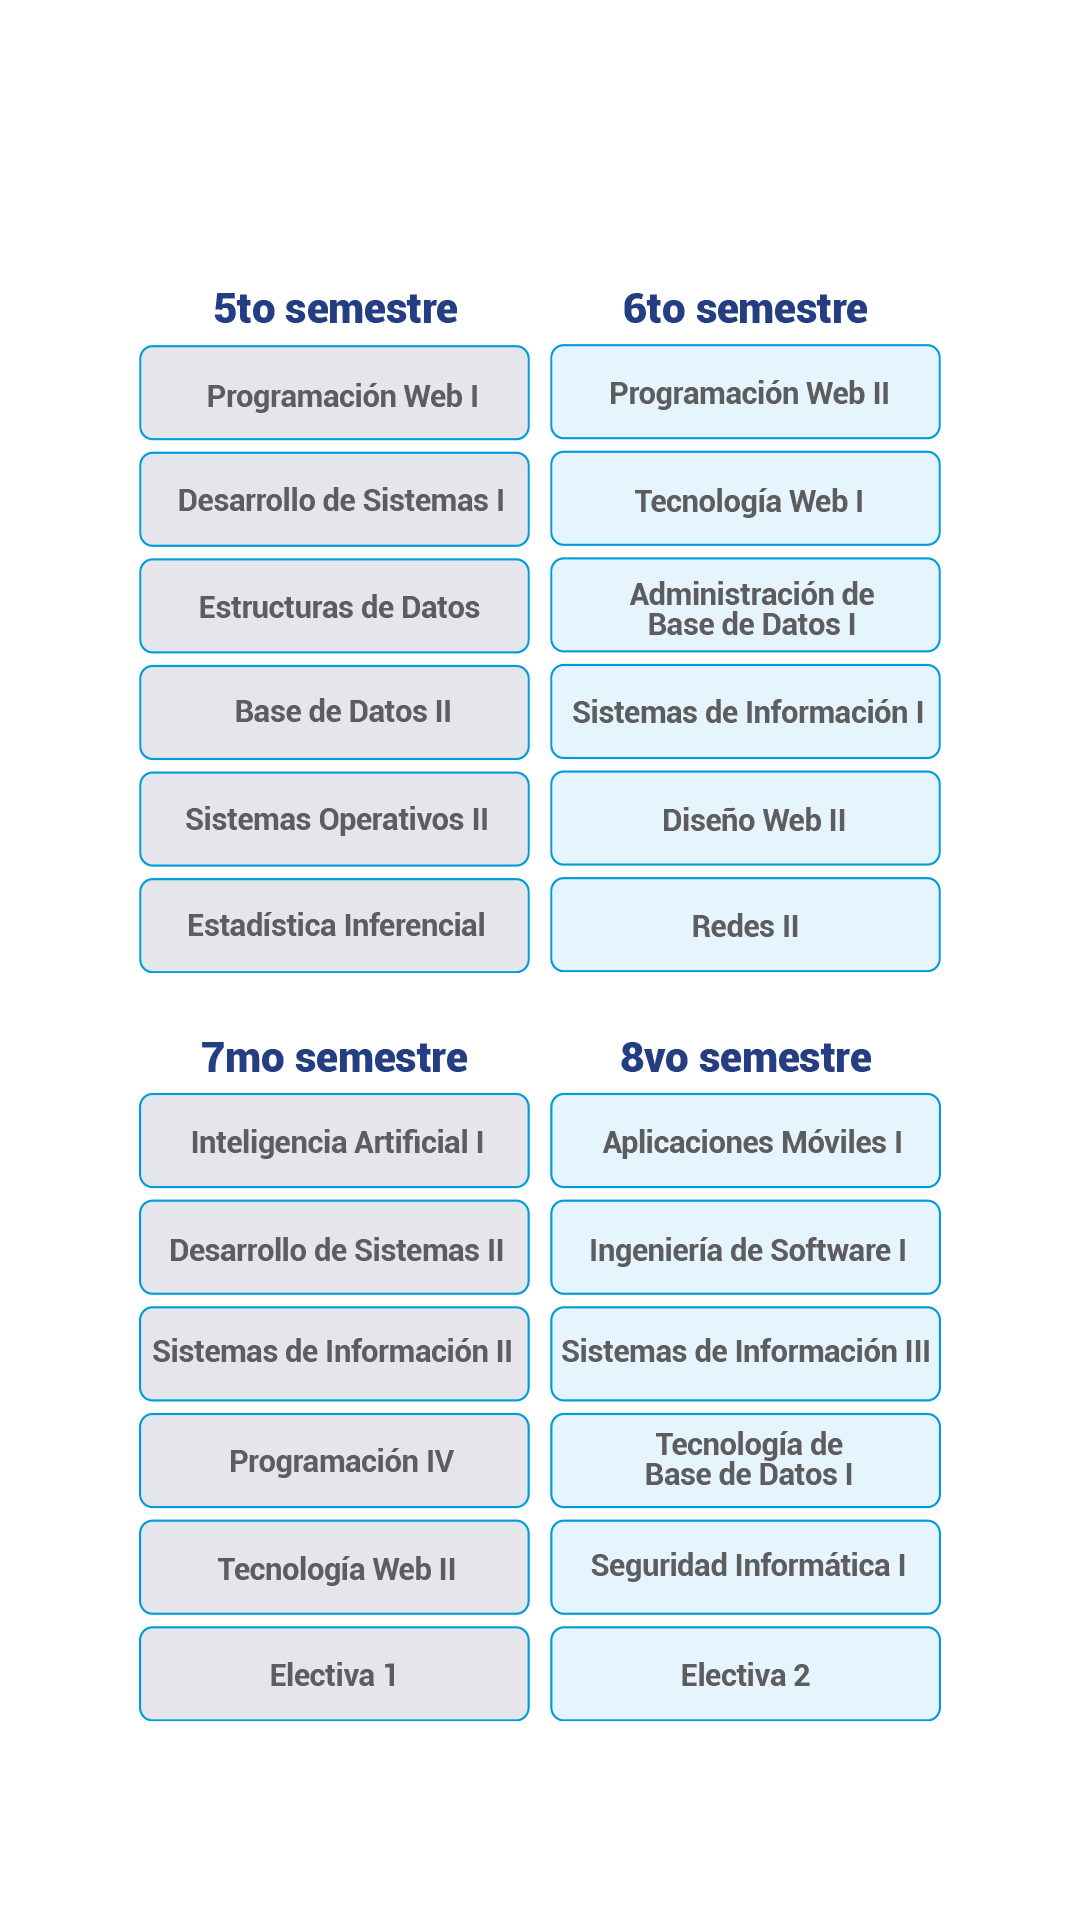 5to semestre
Programación Web I
Desarrollo de Sistemas I
Estructuras de Datos
Base de Datos II
Sistemas Operativos II
Estadística Inferencial
6to semestre
Programación Web II
Tecnología Web I
Administración de
Base de Datos I
Sistemas de Información I
Diseño Web II
Redes II
7mo semestre
Inteligencia Artificial I
Desarrollo de Sistemas II
Sistemas de Información II
Programación IV
Tecnología Web II
Electiva 1
8vo semestre
Aplicaciones Móviles I
Ingeniería de Software I
Sistemas de Información III
Tecnología de
Base de Datos I
Seguridad Informática I
Electiva 2